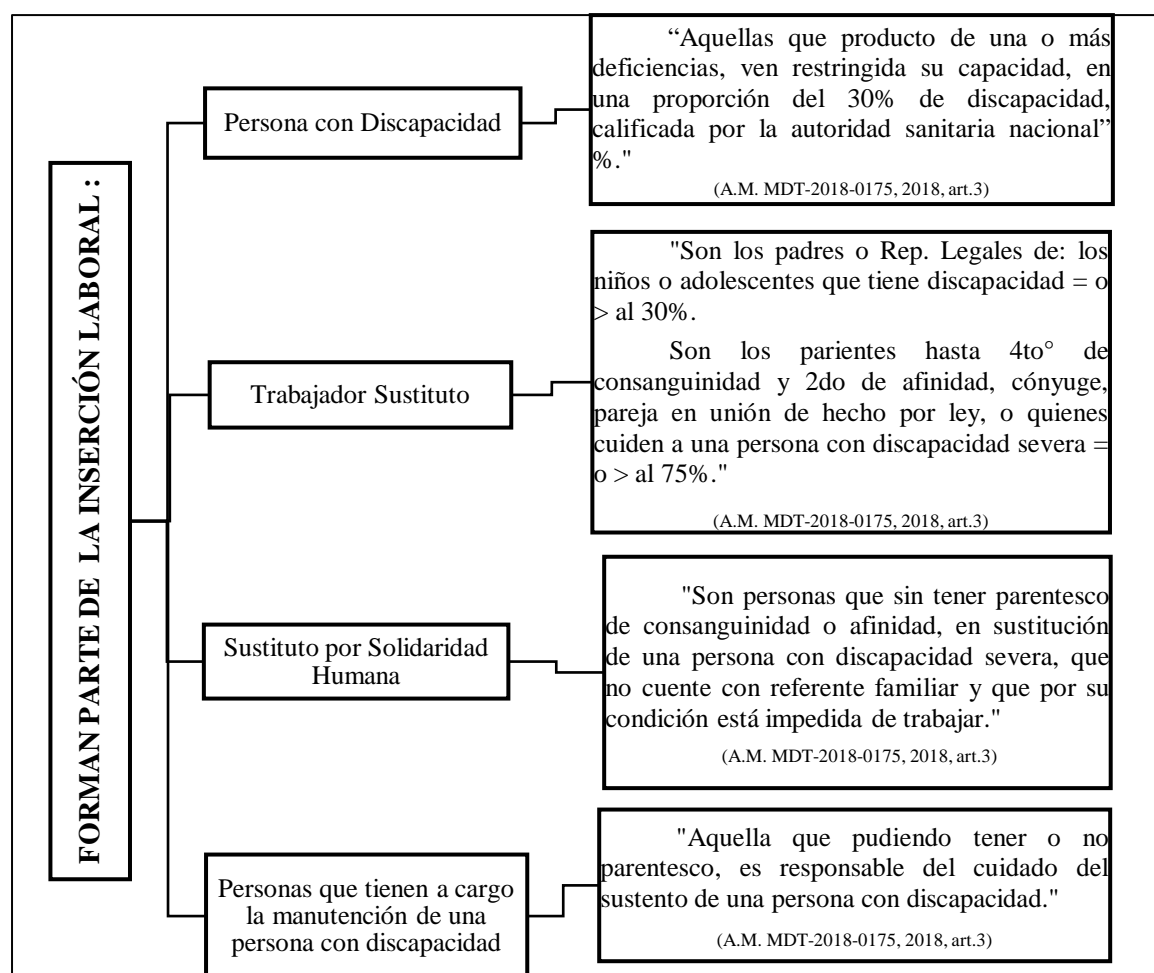 FORMAN PARTE DE LA INSERCIÓN LABORAL :
Persona con Discapacidad
“Aquellas que producto de una o más
deficiencias, ven restringida su capacidad, en
una proporción del 30% de discapacidad,
calificada por la autoridad sanitaria nacional”
%."
(A.M. MDT-2018-0175, 2018, art.3)
Trabajador Sustituto
"Son los padres o Rep. Legales de: los
niños o adolescentes que tiene discapacidad = o
> al 30%.
Son los parientes hasta 4to° de
consanguinidad y 2do de afinidad, cónyuge,
pareja en unión de hecho por ley, o quienes
cuiden a una persona con discapacidad severa =
o > al 75%."
(A.M. MDT-2018-0175, 2018, art.3)
Sustituto por Solidaridad
Humana
"Son personas que sin tener parentesco
de consanguinidad o afinidad, en sustitución
de una persona con discapacidad severa, que
no cuente con referente familiar y que por su
condición está impedida de trabajar."
(A.M. MDT-2018-0175, 2018, art.3)
Personas que tienen a cargo
la manutención de una
persona con discapacidad
"Aquella que pudiendo tener o no
parentesco, es responsable del cuidado del
sustento de una persona con discapacidad."
(A.M. MDT-2018-0175, 2018, art.3)